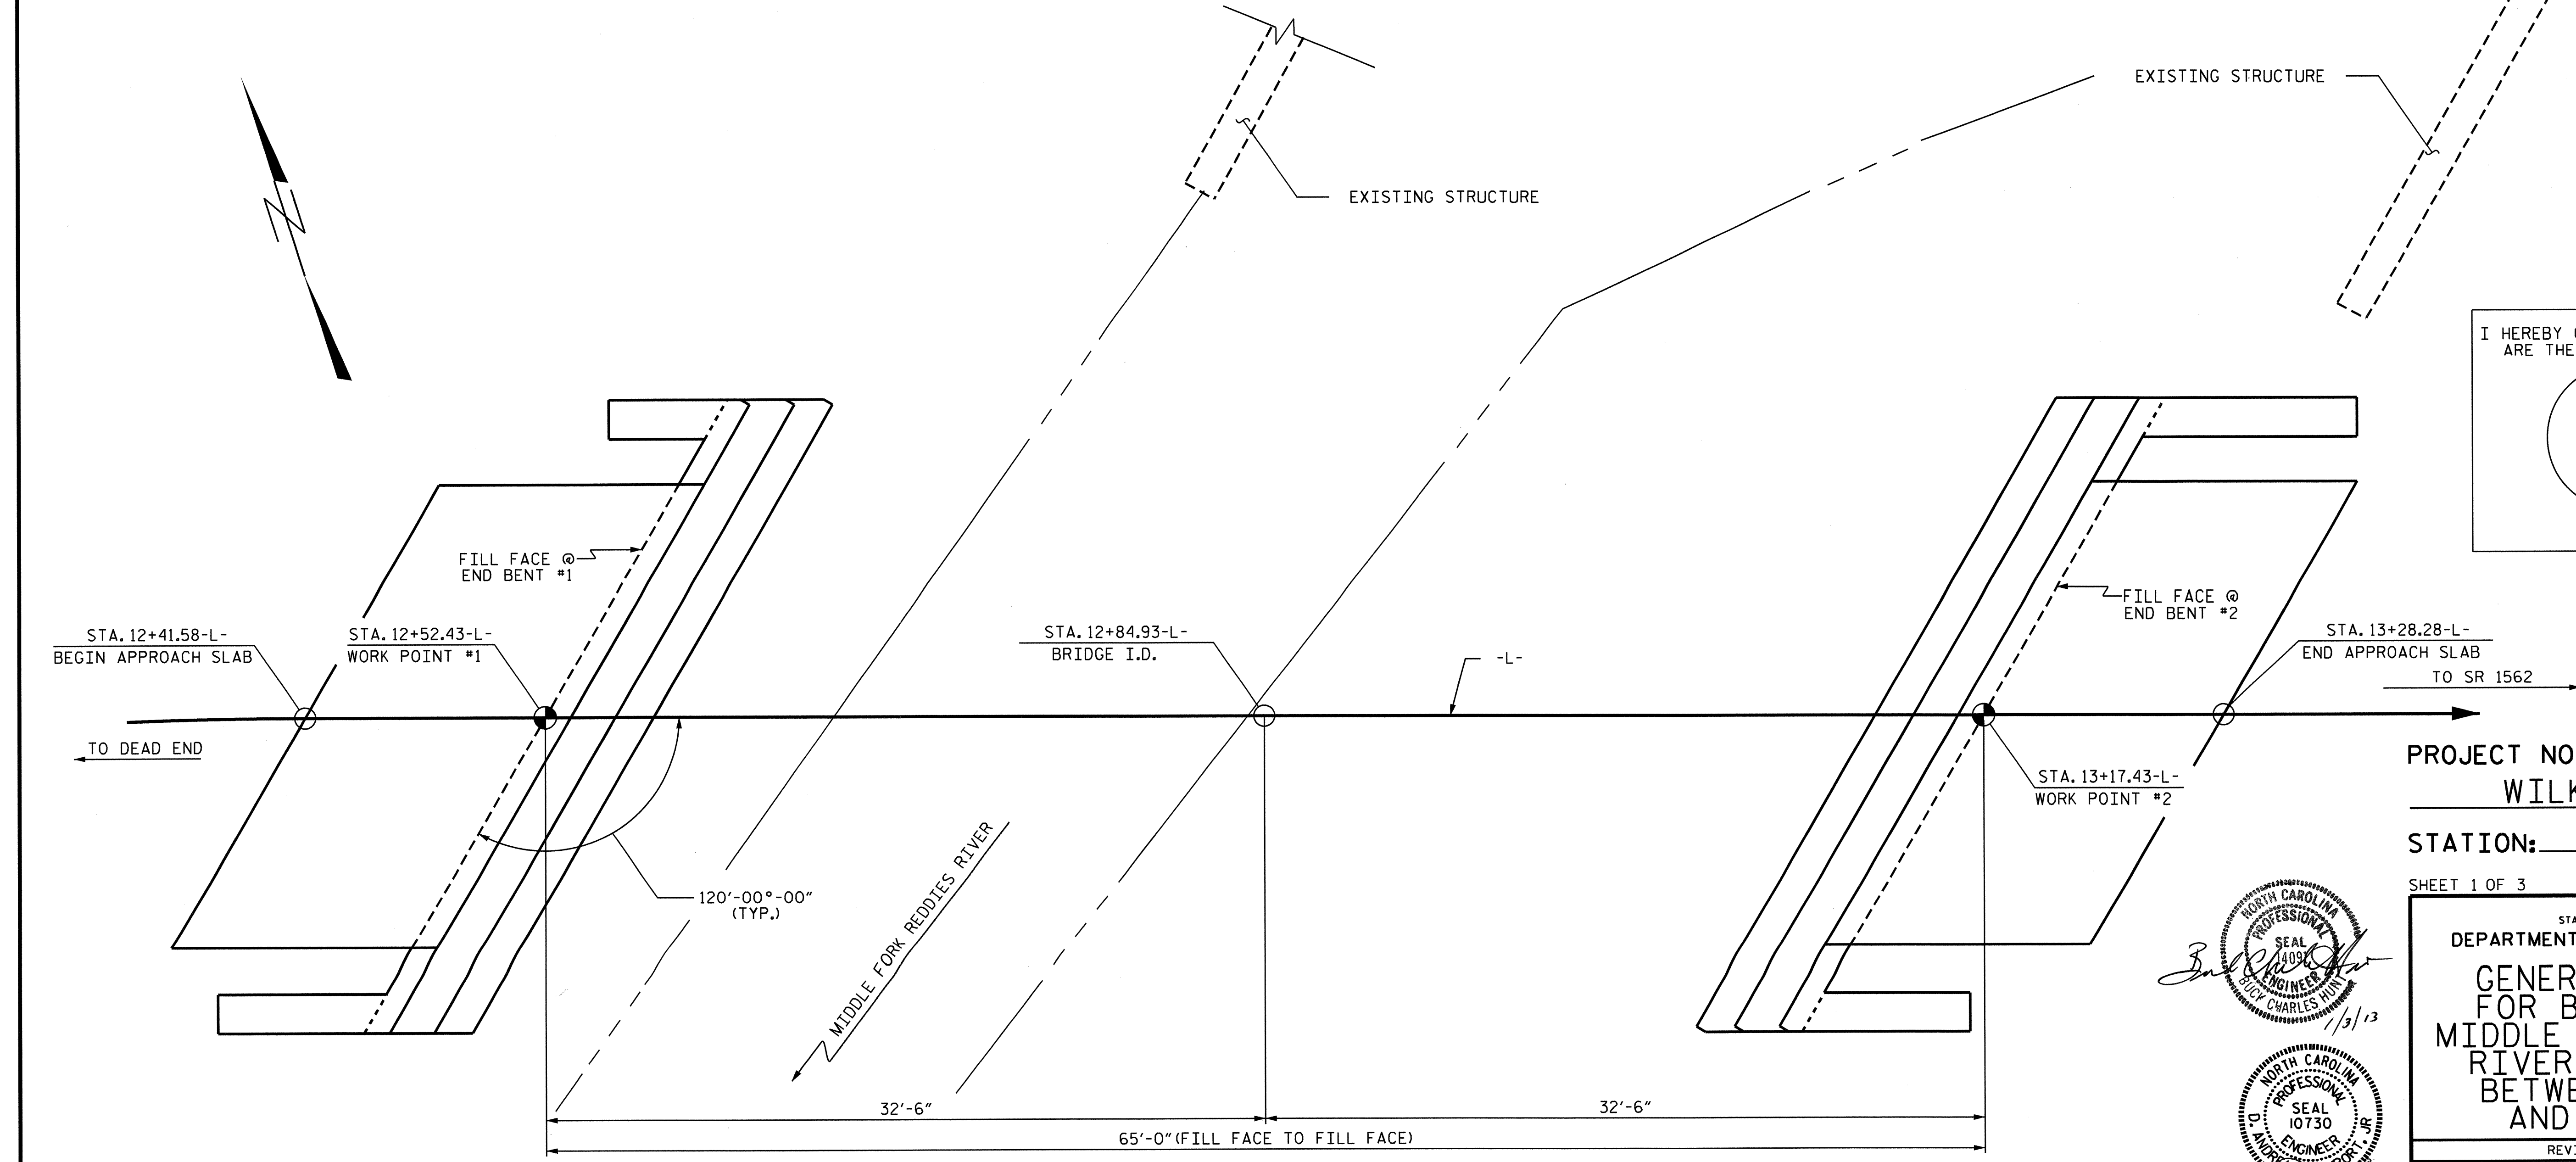 EXISTING STRUCTURE
EXISTING STRUCTURE
I HEREBY
ARE THE
FILL FACE @
END BENT #1
FILL FACE @
END BENT #2
STA. 12+41.58-L-
BEGIN APPROACH SLAB
STA. 12+52.43-L-
WORK POINT #1
STA. 12+84.93-L-
BRIDGE I.D.
-L-
STA. 13+28.28-L-
END APPROACH SLAB
TO SR 1562
TO DEAD END
STA. 13+17.43-L-
WORK POINT #2
120'-00°-00"
(TYP.)
MIDDLE FORK REDDIES RIVER
32'-6"
32'-6"
65'-0" (FILL FACE TO FILL FACE)
PROJECT NO
WILK
STATION:
SHEET 1 OF 3
STA
DEPARTMENT
GENER
FOR B
MIDDLE
RIVER
BETWE
AND
REV
NORTH CAROLINA
PROFESSIONAL
SEAL
ENGINEER
BUCK CHARLES HUNT
1/3/13
NORTH CAROLINA
PROFESSIONAL
SEAL
10730
ENGINEER